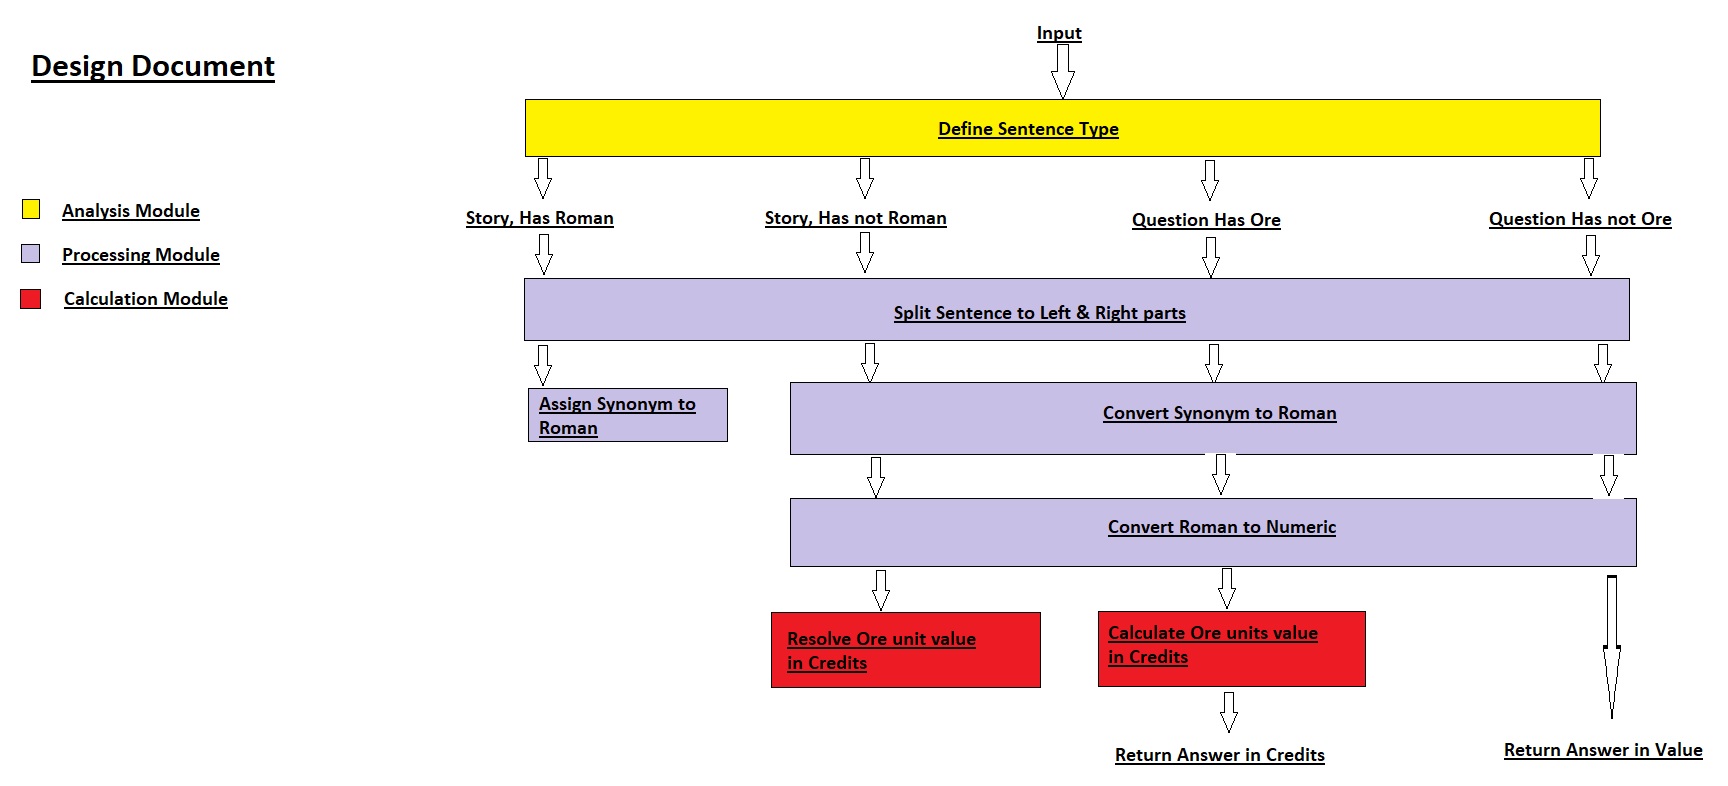 Design Document
Input
Define Sentence Type
Analysis Module
Processing Module
Calculation Module
Story, Has Roman
Story, Has not Roman
Question Has Ore
Question Has not Ore
Split Sentence to Left & Right parts
Assign Synonym to
Roman
Convert Synonym to Roman
Convert Roman to Numeric
Resolve Ore unit value
in Credits
Calculate Ore units value
in Credits
Return Answer in Credits
Return Answer in Value